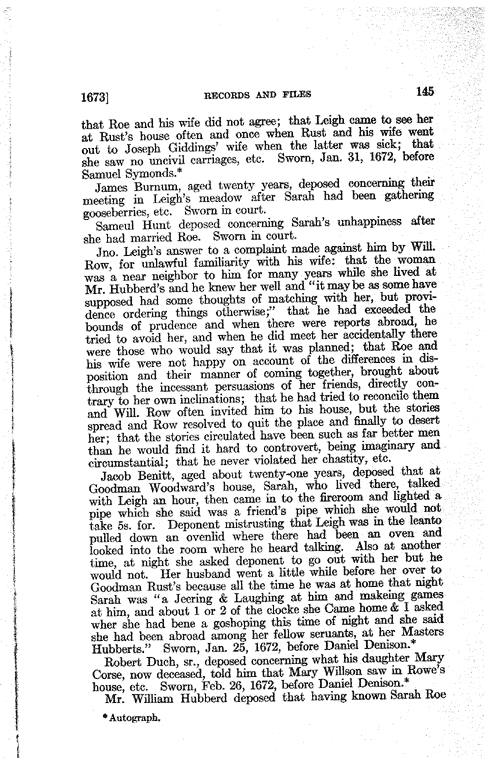 1673] RECORDS AND FILES 145
that Roe and his wife did not agree; that Leigh came to see her
at Rust's house often and once when Rust and his wife went
out to Joseph Giddings' wife when the latter was sick; that
she saw no uncivil carriages, etc. Sworn, Jan. 31, 1672, before
Samuel Symonds.*
James Burnum, aged twenty years, deposed concerning their
meeting in Leigh's meadow after Sarah had been gathering
gooseberries, etc. Sworn in court.
Sameul Hunt deposed concerning Sarah's unhappiness after
she had married Roe. Sworn in court.
Jno. Leigh's answer to a complaint made against him by Will.
Row, for unlawful familiarity with his wife: that the woman
was a near neighbor to him for many years while she lived at
Mr. Hubberd's and he knew her well and "it may be as some have
supposed had some thoughts of matching with her, but provi-
dence ordering things otherwise;" that he had exceeded the
bounds of prudence and when there were reports abroad, he
tried to avoid her, and when he did meet her accidentally there
were those who would say that it was planned; that Roe and
his wife were not happy on account of the differences in dis-
position and their manner of coming together, brought about
through the incessant persuasions of her friends, directly con-
trary to her own inclinations; that he had tried to reconcile them
and Will. Row often invited him to his house, but the stories
spread and Row resolved to quit the place and finally to desert
her; that the stories circulated have been such as far better men
than he would find it hard to controvert, being imaginary and
circumstantial; that he never violated her chastity, etc.
Jacob Benitt, aged about twenty-one years, deposed that at
Goodman Woodward's house, Sarah, who lived there, talked
with Leigh an hour, then came in to the fireroom and lighted a
pipe which she said was a friend's pipe which she would not
take 5s. for. Deponent mistrusting that Leigh was in the leanto
pulled down an ovenlid where there had been an oven and
looked into the room where he heard talking. Also at another
time, at night she asked deponent to go out with her but he
would not. Her husband went a little while before her over to
Goodman Rust's because all the time he was at home that night
Sarah was "a Jeering & Laughing at him and makeing games
at him, and about 1 or 2 of the clocke she Came home & I asked
wher she had bene a goshoping this time of night and she said
she had been abroad among her fellow seruants, at her Masters
Hubberts." Sworn, Jan. 25, 1672, before Daniel Denison.*
Robert Duch, sr., deposed concerning what his daughter Mary
Corse, now deceased, told him that Mary Willson saw in Rowe's
house, etc. Sworn, Feb. 26, 1672, before Daniel Denison.*
Mr. William Hubberd deposed that having known Sarah Roe
*Autograph.